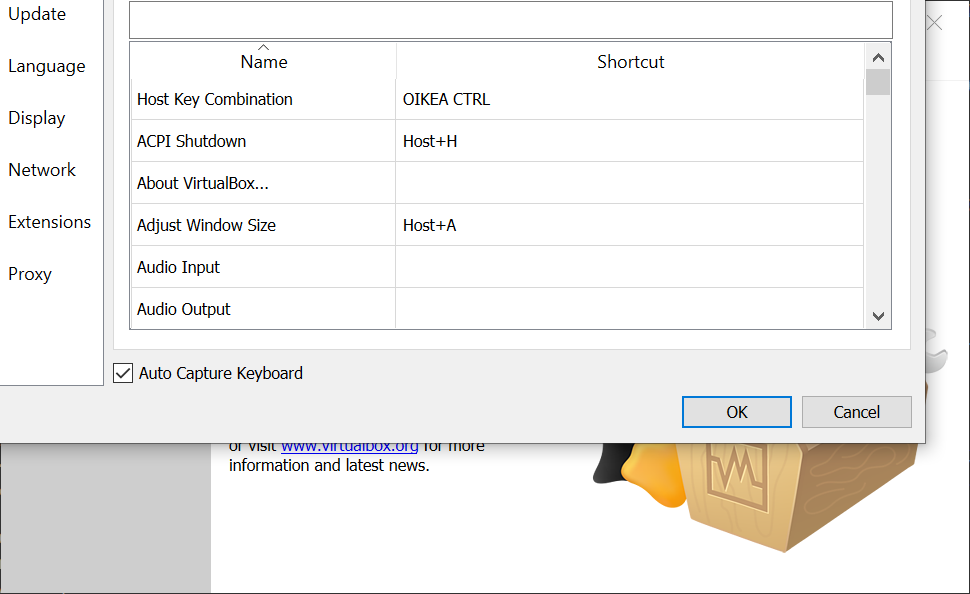 Update
Language
Display
Network
Extensions
Proxy
Name Shortcut
Host Key Combination OIKEA CTRL
ACPI Shutdown Host+H
About VirtualBox...
Adjust Window Size Host+A
Audio Input
Audio Output
Auto Capture Keyboard
OK Cancel
or visit www.virtualbox.org for more
information and latest news.